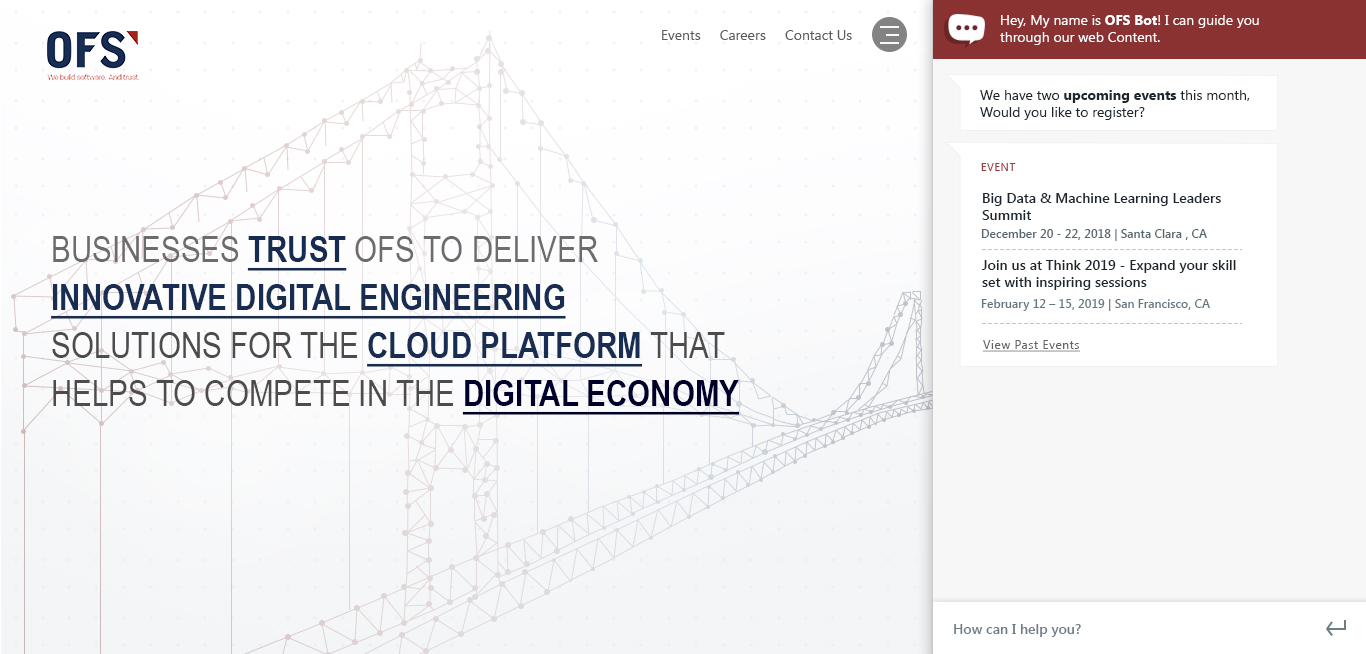 OFS
We build software. And trust.
Events Careers Contact Us
BUSINESSES TRUST OFS TO DELIVER
INNOVATIVE DIGITAL ENGINEERING
SOLUTIONS FOR THE CLOUD PLATFORM THAT
HELPS TO COMPETE IN THE DIGITAL ECONOMY
Hey, My name is OFS Bot! I can guide you
through our web Content.
We have two upcoming events this month,
Would you like to register?
EVENT
Big Data & Machine Learning Leaders
Summit
December 20 - 22, 2018 | Santa Clara , CA
Join us at Think 2019 - Expand your skill
set with inspiring sessions
February 12 – 15, 2019 | San Francisco, CA
View Past Events
How can I help you?